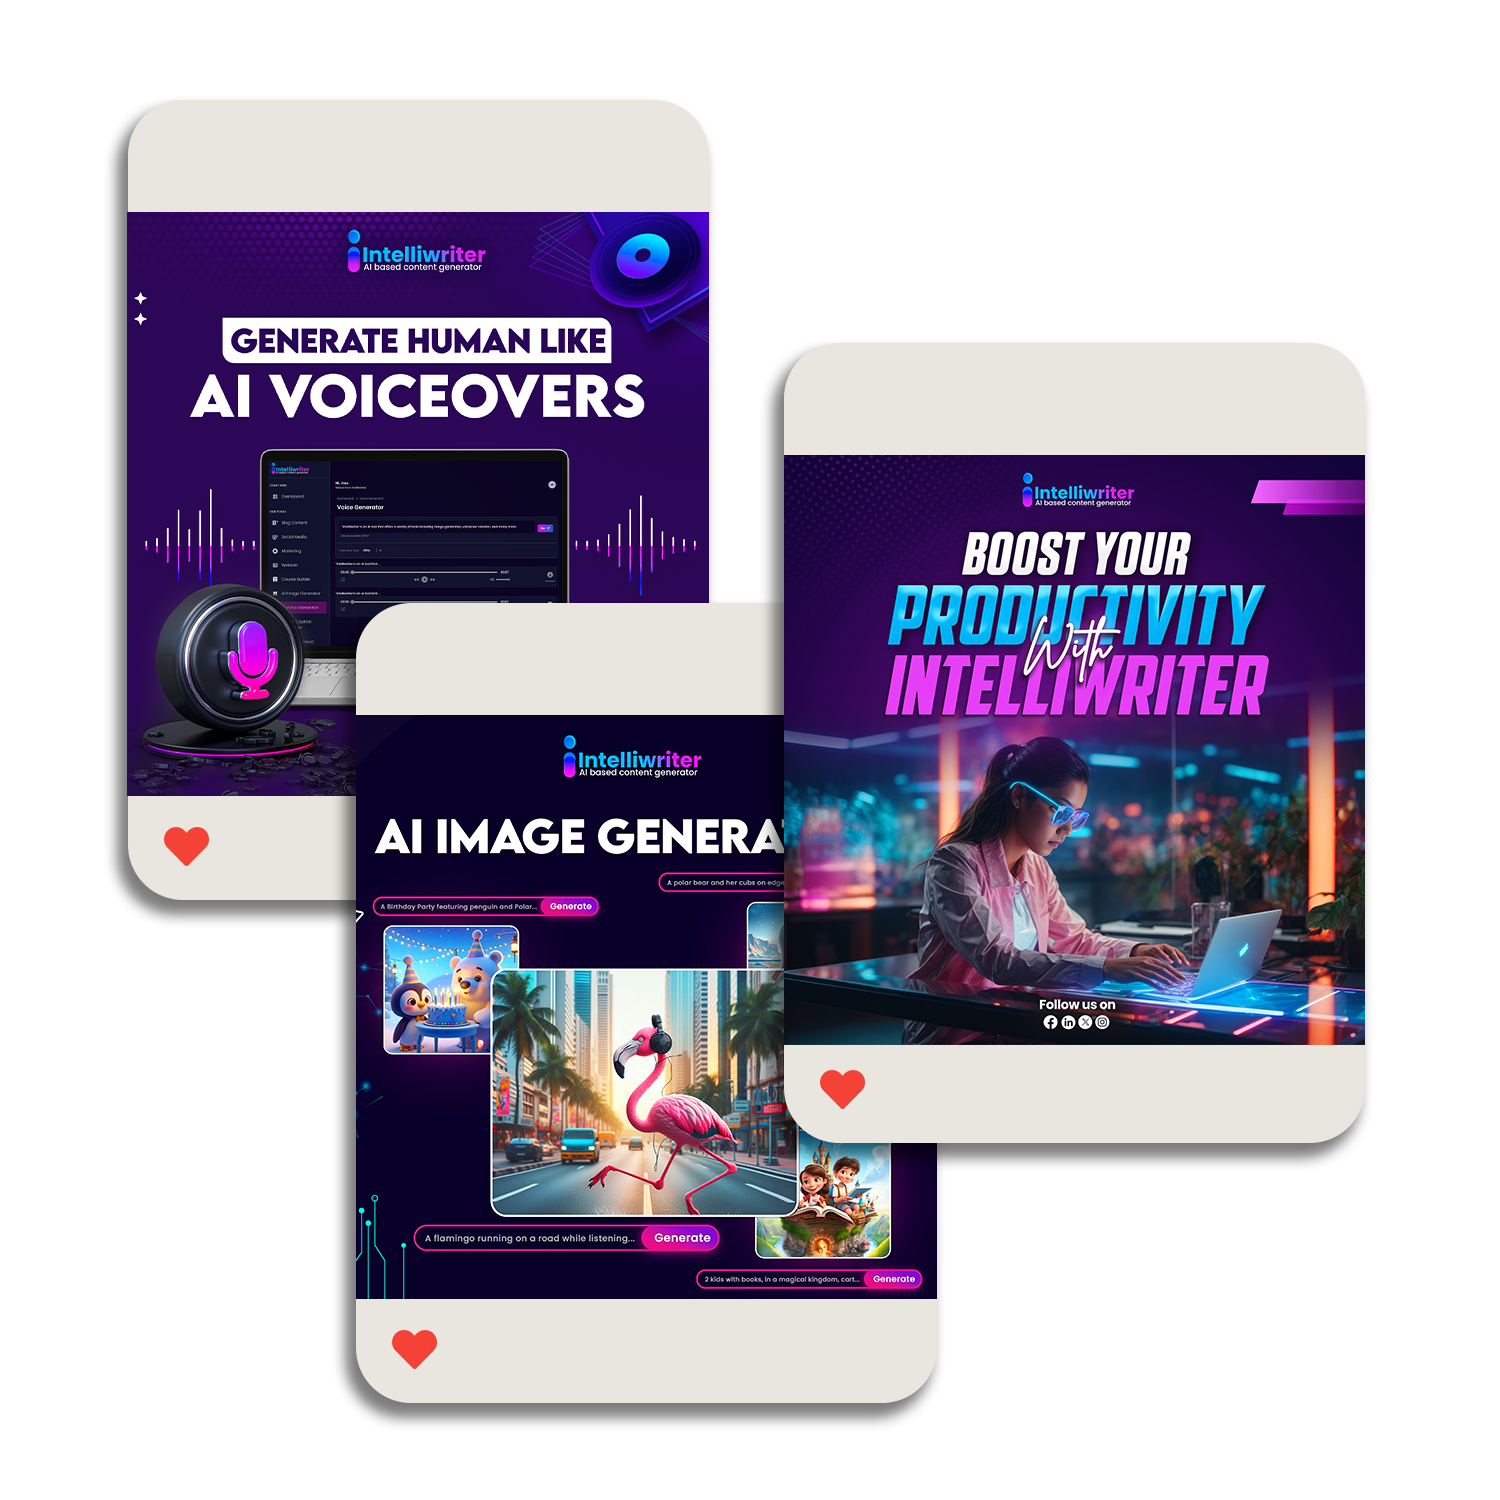 Intelliwriter
AI based content generator
GENERATE HUMAN LIKE
AI VOICEOVERS
Intelliwriter
Dashboard
Blog Content
Social Media
Marketing
Website
Course Builder
AI Image Generator
Voice Generator
Caption
Hi, Alex
Voice Generator
Intelliwriter
AI based content generator
AI IMAGE GENERA
A polar bear and her cubs on edge
A Birthday Party featuring penguin and Polar... Generate
A flamingo running on a road while listening... Generate
2 kids with books, in a magical kingdom, cart... Generate
Intelliwriter
AI based content generator
BOOST YOUR
PRODUCTIVITY
With
INTELLIWRITER
Follow us on